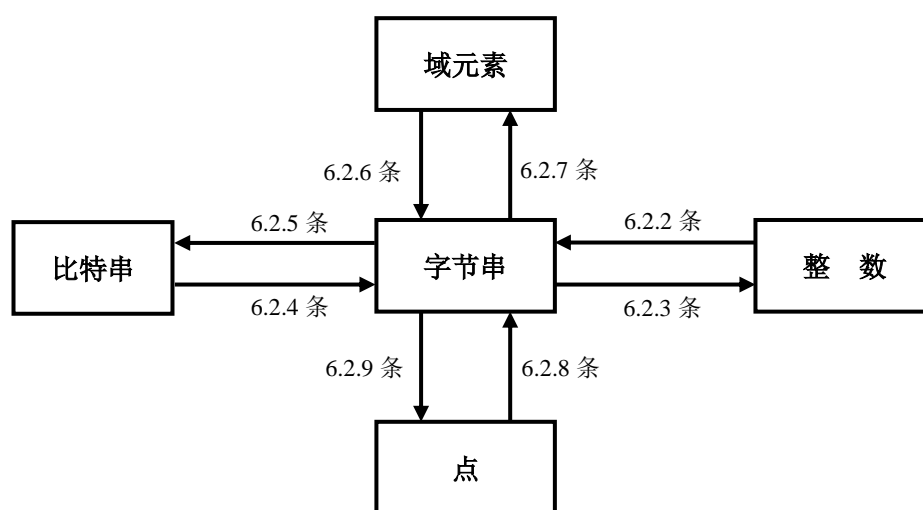 域元素
6.2.6 条
6.2.7 条
6.2.5 条
6.2.2 条
比特串
字节串
整 数
6.2.4 条
6.2.3 条
6.2.9 条
6.2.8 条
点